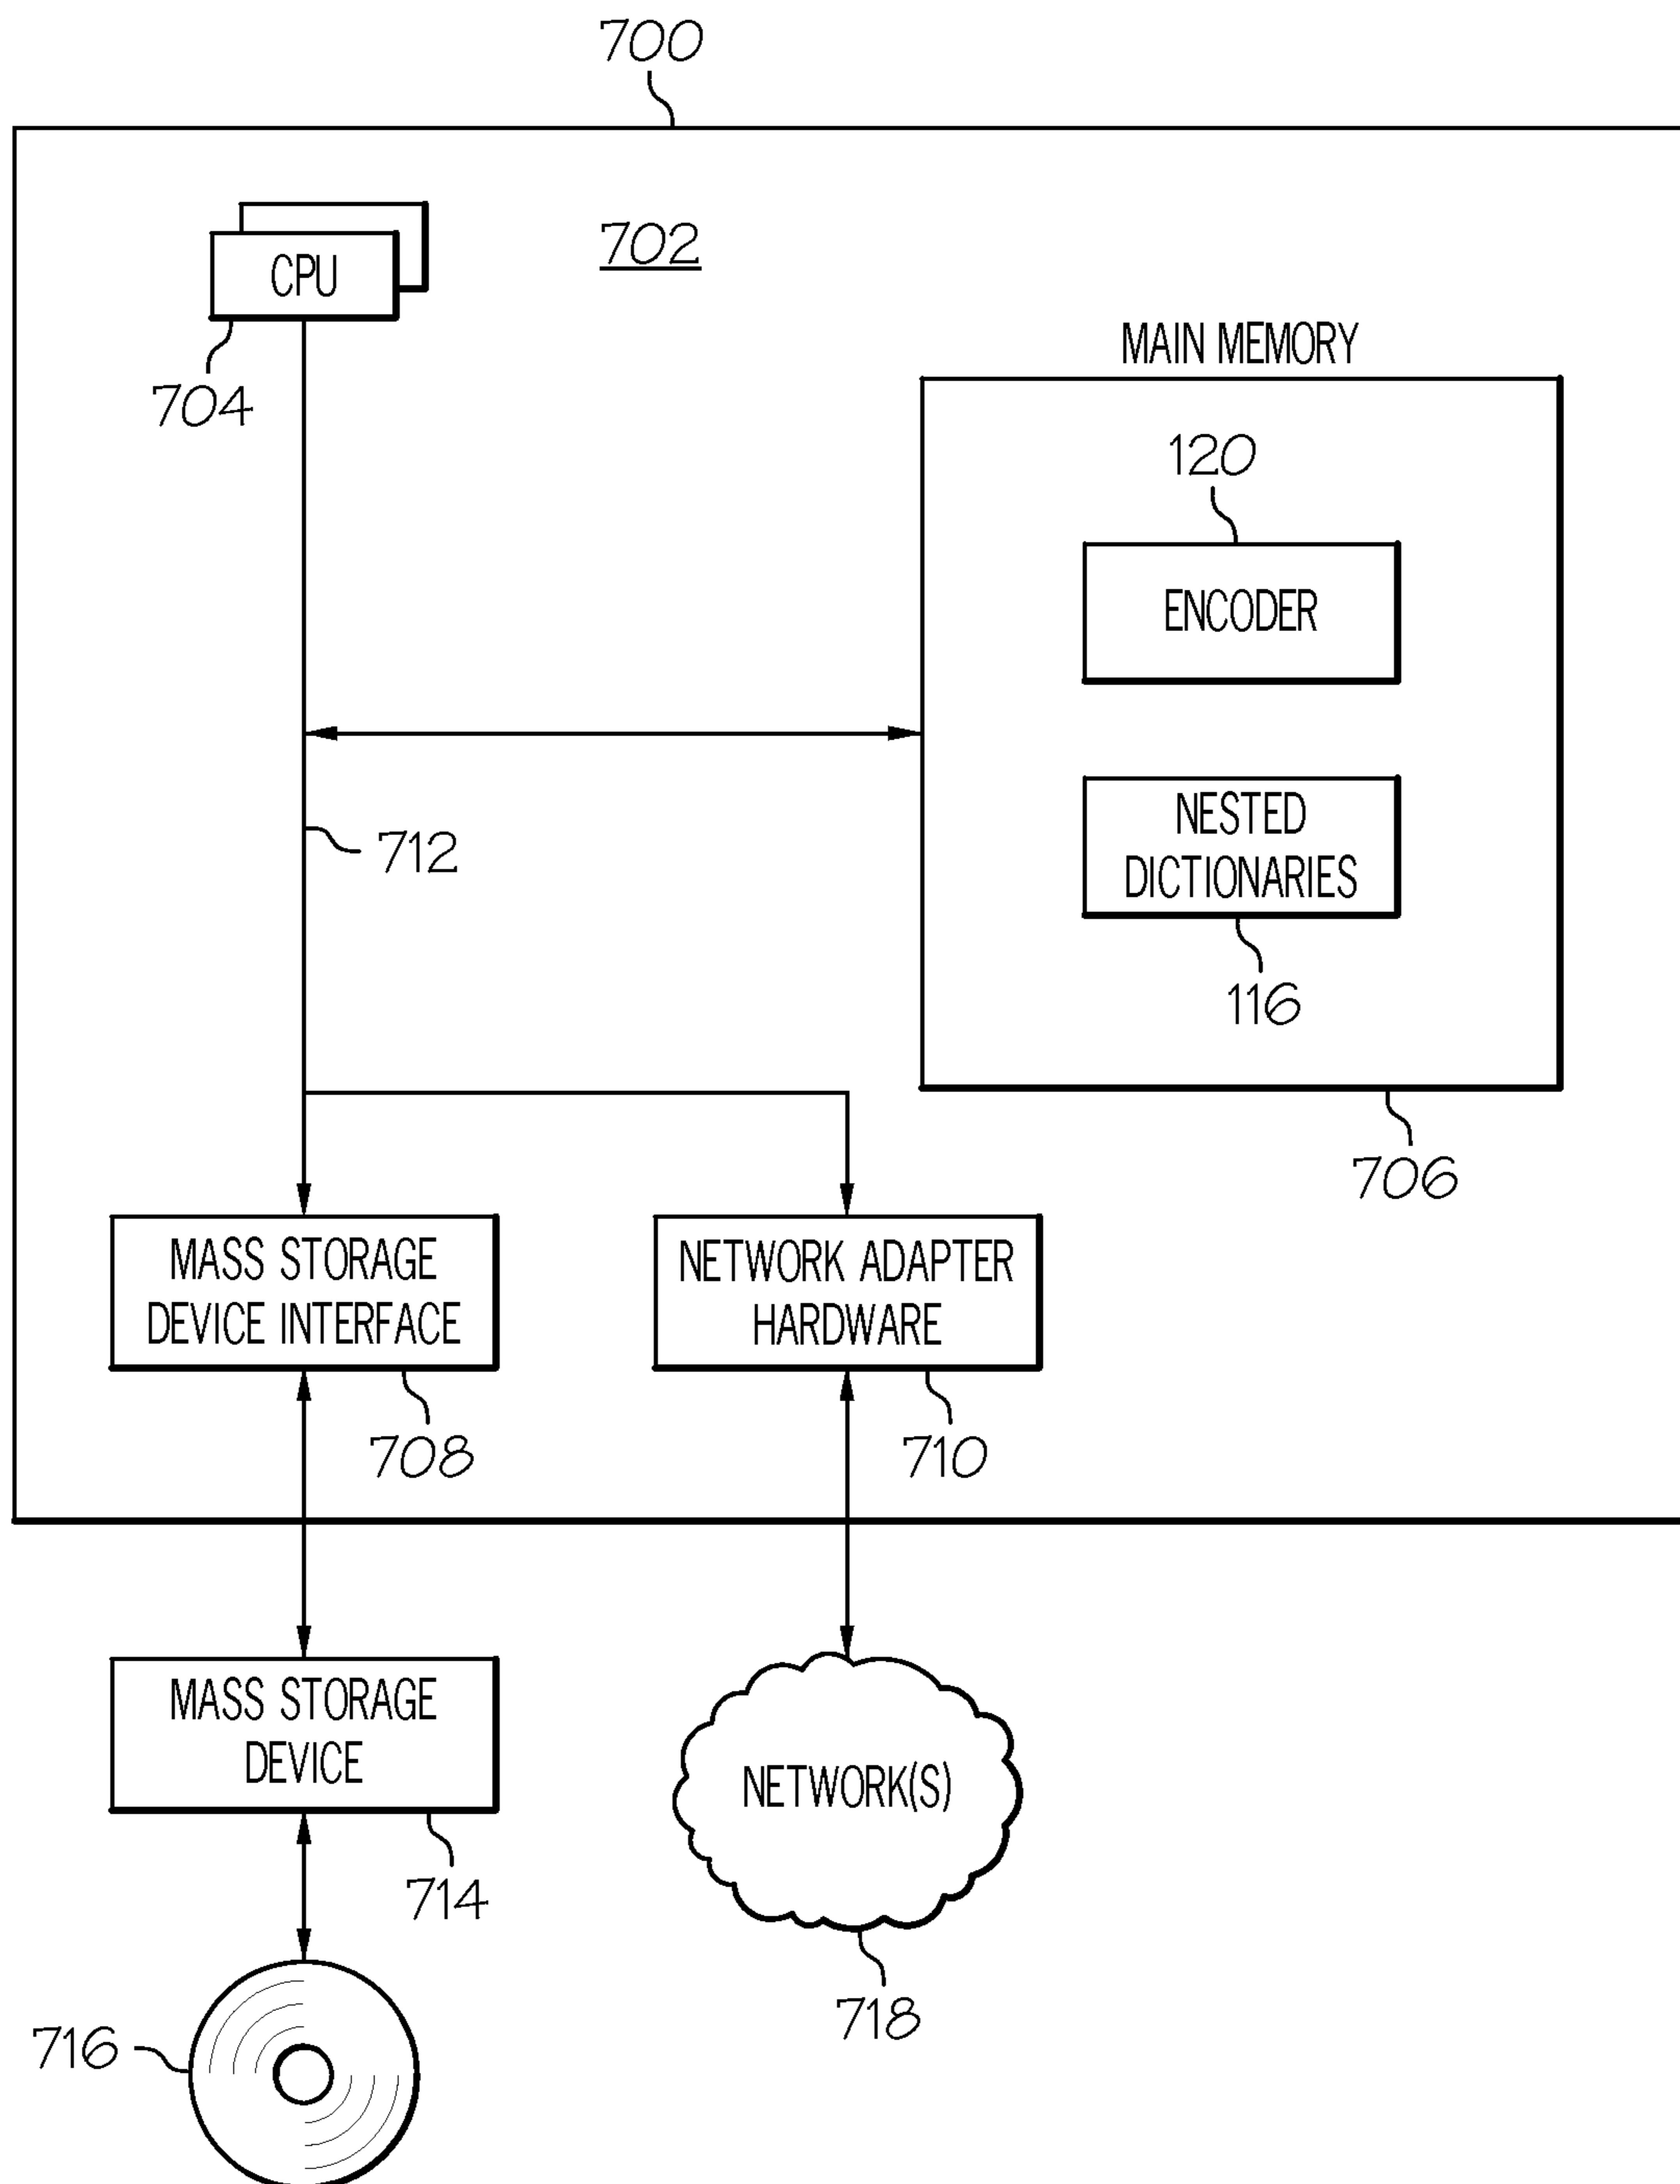 700
702
CPU
704
MAIN MEMORY
120
ENCODER
NESTED
DICTIONARIES
116
712
706
MASS STORAGE
DEVICE INTERFACE
708
NETWORK ADAPTER
HARDWARE
710
MASS STORAGE
DEVICE
714
NETWORK(S)
718
716